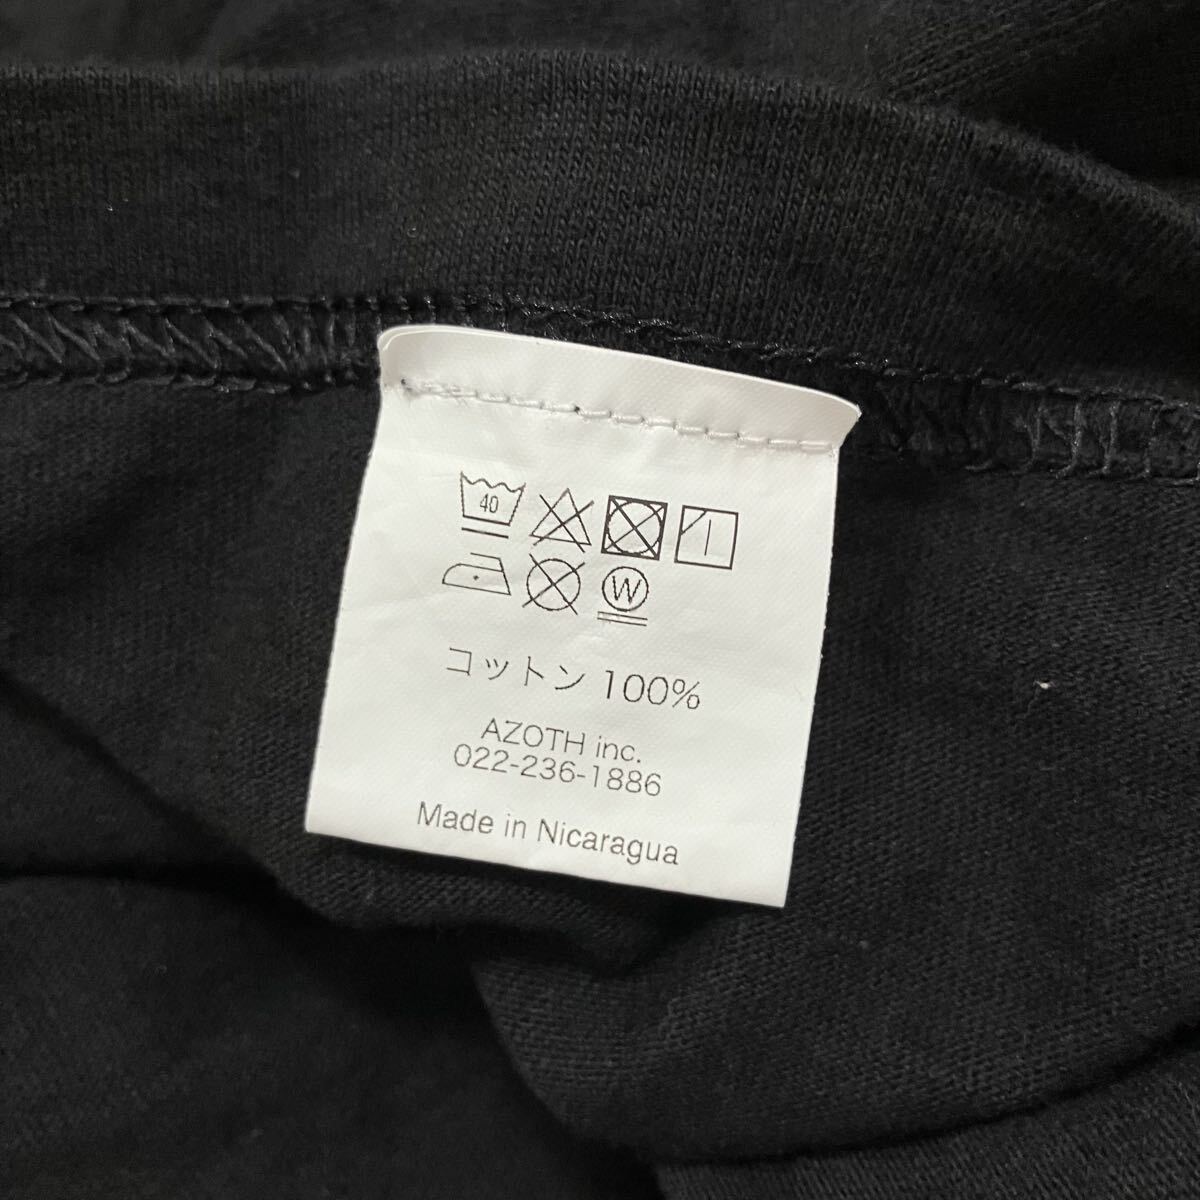 40
W
コットン 100%
AZOTH inc.
022-236-1886
Made in Nicaragua